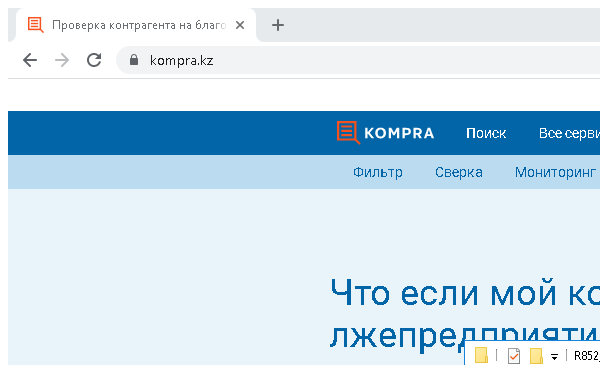 Проверка контрагента на благо
kompra.kz
KOMPRA Поиск Все серви
Фильтр Сверка Мониторинг
Что если мой ко
лжепредприяти
R852